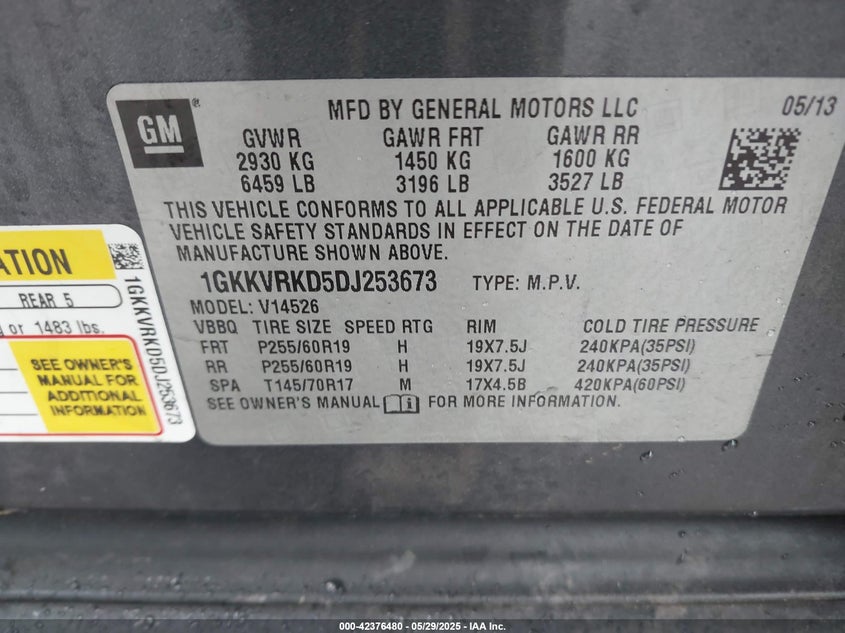 GM
MFD BY GENERAL MOTORS LLC 05/13
GVWR GAWR FRT GAWR RR
2930 KG 1450 KG 1600 KG
6459 LB 3196 LB 3527 LB
THIS VEHICLE CONFORMS TO ALL APPLICABLE U.S. FEDERAL MOTOR
VEHICLE SAFETY STANDARDS IN EFFECT ON THE DATE OF
MANUFACTURE SHOWN ABOVE.
1GKKVRKD5DJ253673 TYPE: M.P.V.
MODEL: V14526
VBBQ TIRE SIZE SPEED RTG RIM COLD TIRE PRESSURE
FRT P255/60R19 H 19X7.5J 240KPA(35PSI)
RR P255/60R19 H 19X7.5J 240KPA(35PSI)
SPA T145/70R17 M 17X4.5B 420KPA(60PSI)
SEE OWNER'S MANUAL FOR MORE INFORMATION.
ATION
REAR 5
or 1483 lbs.
SEE OWNER'S
MANUAL FOR
ADDITIONAL
INFORMATION
1GKKVRKD5DJ253673
000-42376480 - 05/29/2025 - IAA Inc.